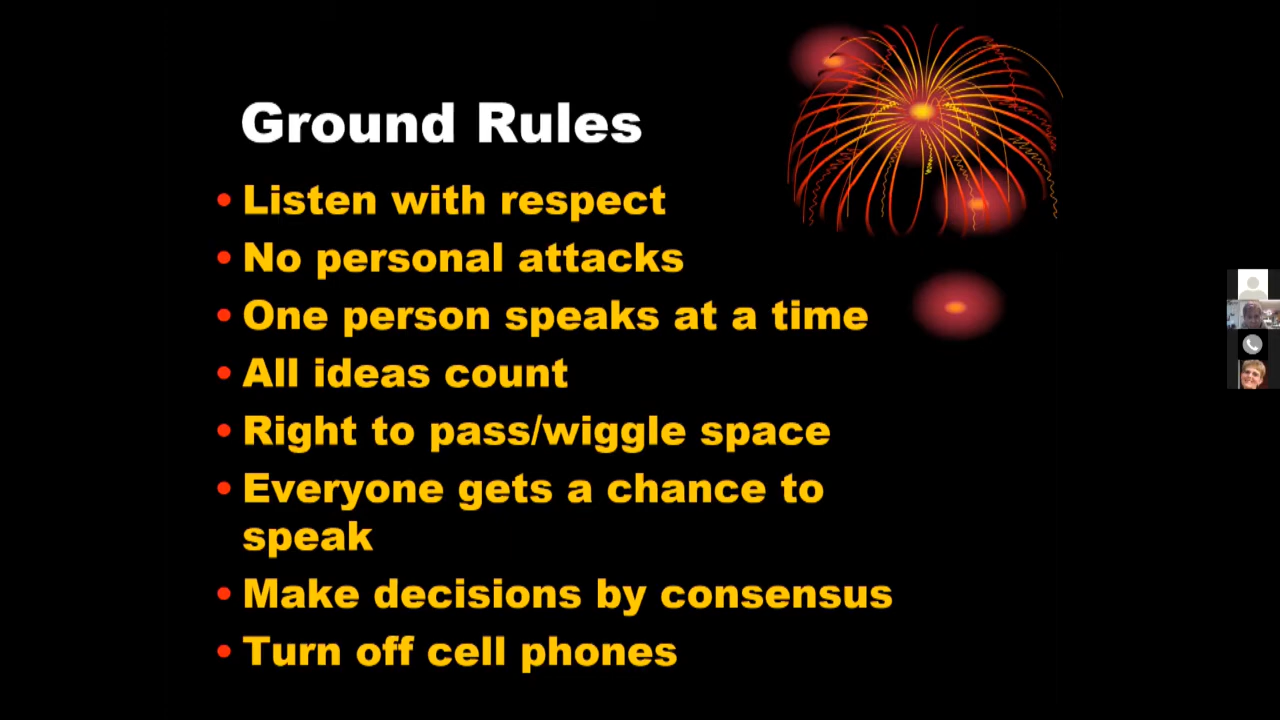 Ground Rules
• Listen with respect
• No personal attacks
• One person speaks at a time
• All ideas count
• Right to pass/wiggle space
• Everyone gets a chance to
speak
• Make decisions by consensus
• Turn off cell phones